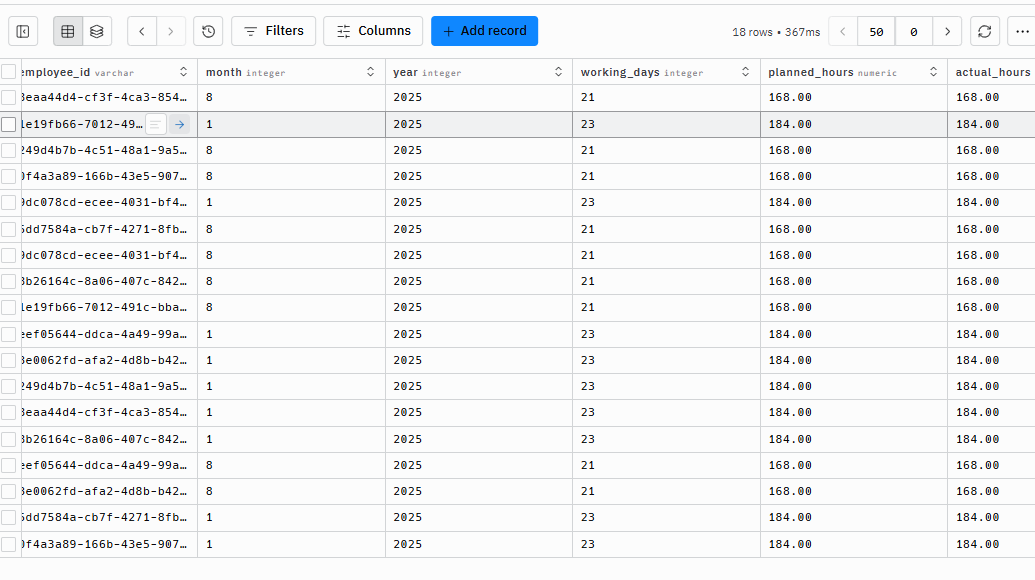 Filters Columns + Add record 18 rows • 367ms 50 0
employee_id varchar month integer year integer working_days integer planned_hours numeric actual_hours
3eaa44d4-cf3f-4ca3-854… 8 2025 21 168.00 168.00
1e19fb66-7012-49… 1 2025 23 184.00 184.00
249d4b7b-4c51-48a1-9a5… 8 2025 21 168.00 168.00
0f4a3a89-166b-43e5-907… 8 2025 21 168.00 168.00
9dc078cd-ecee-4031-bf4… 1 2025 23 184.00 184.00
5dd7584a-cb7f-4271-8fb… 8 2025 21 168.00 168.00
9dc078cd-ecee-4031-bf4… 8 2025 21 168.00 168.00
3b26164c-8a06-407c-842… 8 2025 21 168.00 168.00
1e19fb66-7012-491c-bba… 8 2025 21 168.00 168.00
eef05644-ddca-4a49-99a… 1 2025 23 184.00 184.00
3e0062fd-afa2-4d8b-b42… 1 2025 23 184.00 184.00
249d4b7b-4c51-48a1-9a5… 1 2025 23 184.00 184.00
3eaa44d4-cf3f-4ca3-854… 1 2025 23 184.00 184.00
3b26164c-8a06-407c-842… 1 2025 23 184.00 184.00
eef05644-ddca-4a49-99a… 8 2025 21 168.00 168.00
3e0062fd-afa2-4d8b-b42… 8 2025 21 168.00 168.00
5dd7584a-cb7f-4271-8fb… 1 2025 23 184.00 184.00
0f4a3a89-166b-43e5-907… 1 2025 23 184.00 184.00